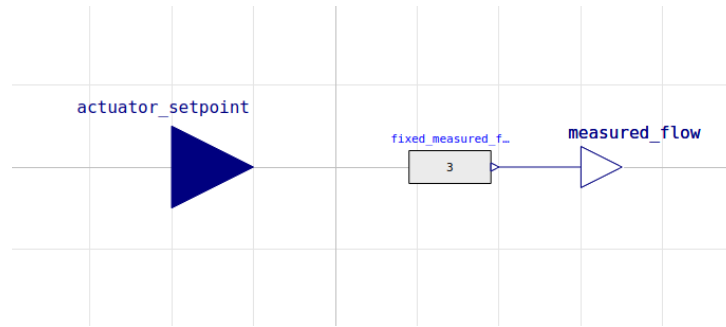 actuator_setpoint
measured_flow
fixed_measured_f…
3